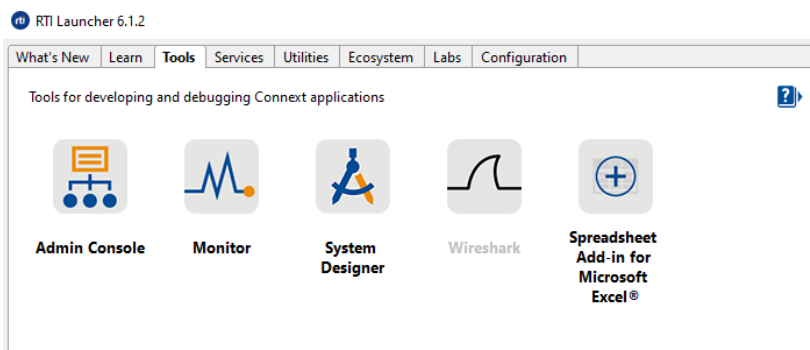 rti RTI Launcher 6.1.2
What's New Learn Tools Services Utilities Ecosystem Labs Configuration
Tools for developing and debugging Connext applications
?
Admin Console
Monitor
System
Designer
Wireshark
Spreadsheet
Add-in for
Microsoft
Excel®